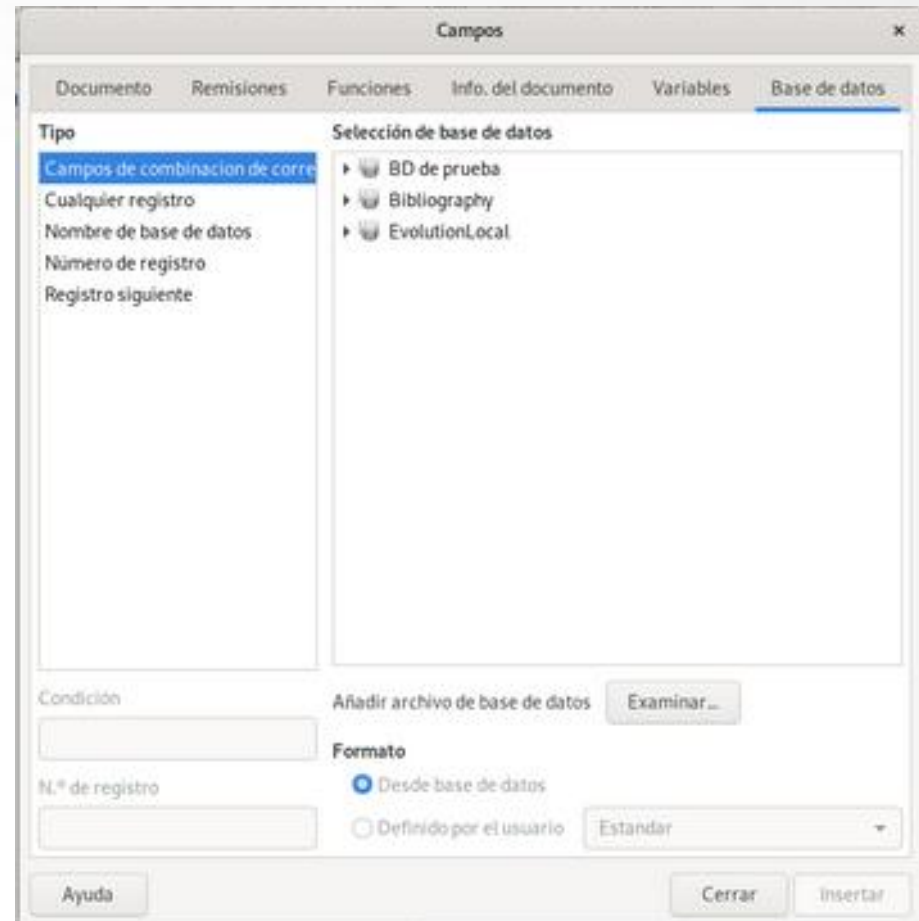 Campos
Documento Remisiones Funciones Info. del documento Variables Base de datos
Tipo
Campos de combinacion de corre
Cualquier registro
Nombre de base de datos
Número de registro
Registro siguiente
Selección de base de datos
BD de prueba
Bibliography
EvolutionLocal
Condición
N.º de registro
Añadir archivo de base de datos Examinar...
Formato
Desde base de datos
Definido por el usuario Estandar
Ayuda Cerrar Insertar